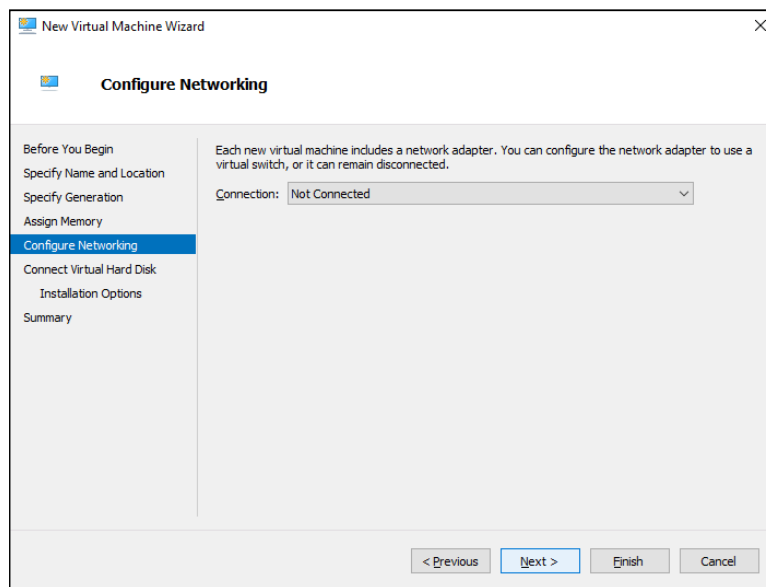 New Virtual Machine Wizard
Configure Networking
Before You Begin
Specify Name and Location
Specify Generation
Assign Memory
Configure Networking
Connect Virtual Hard Disk
Installation Options
Summary
Each new virtual machine includes a network adapter. You can configure the network adapter to use a
virtual switch, or it can remain disconnected.
Connection: Not Connected
< Previous Next > Finish Cancel